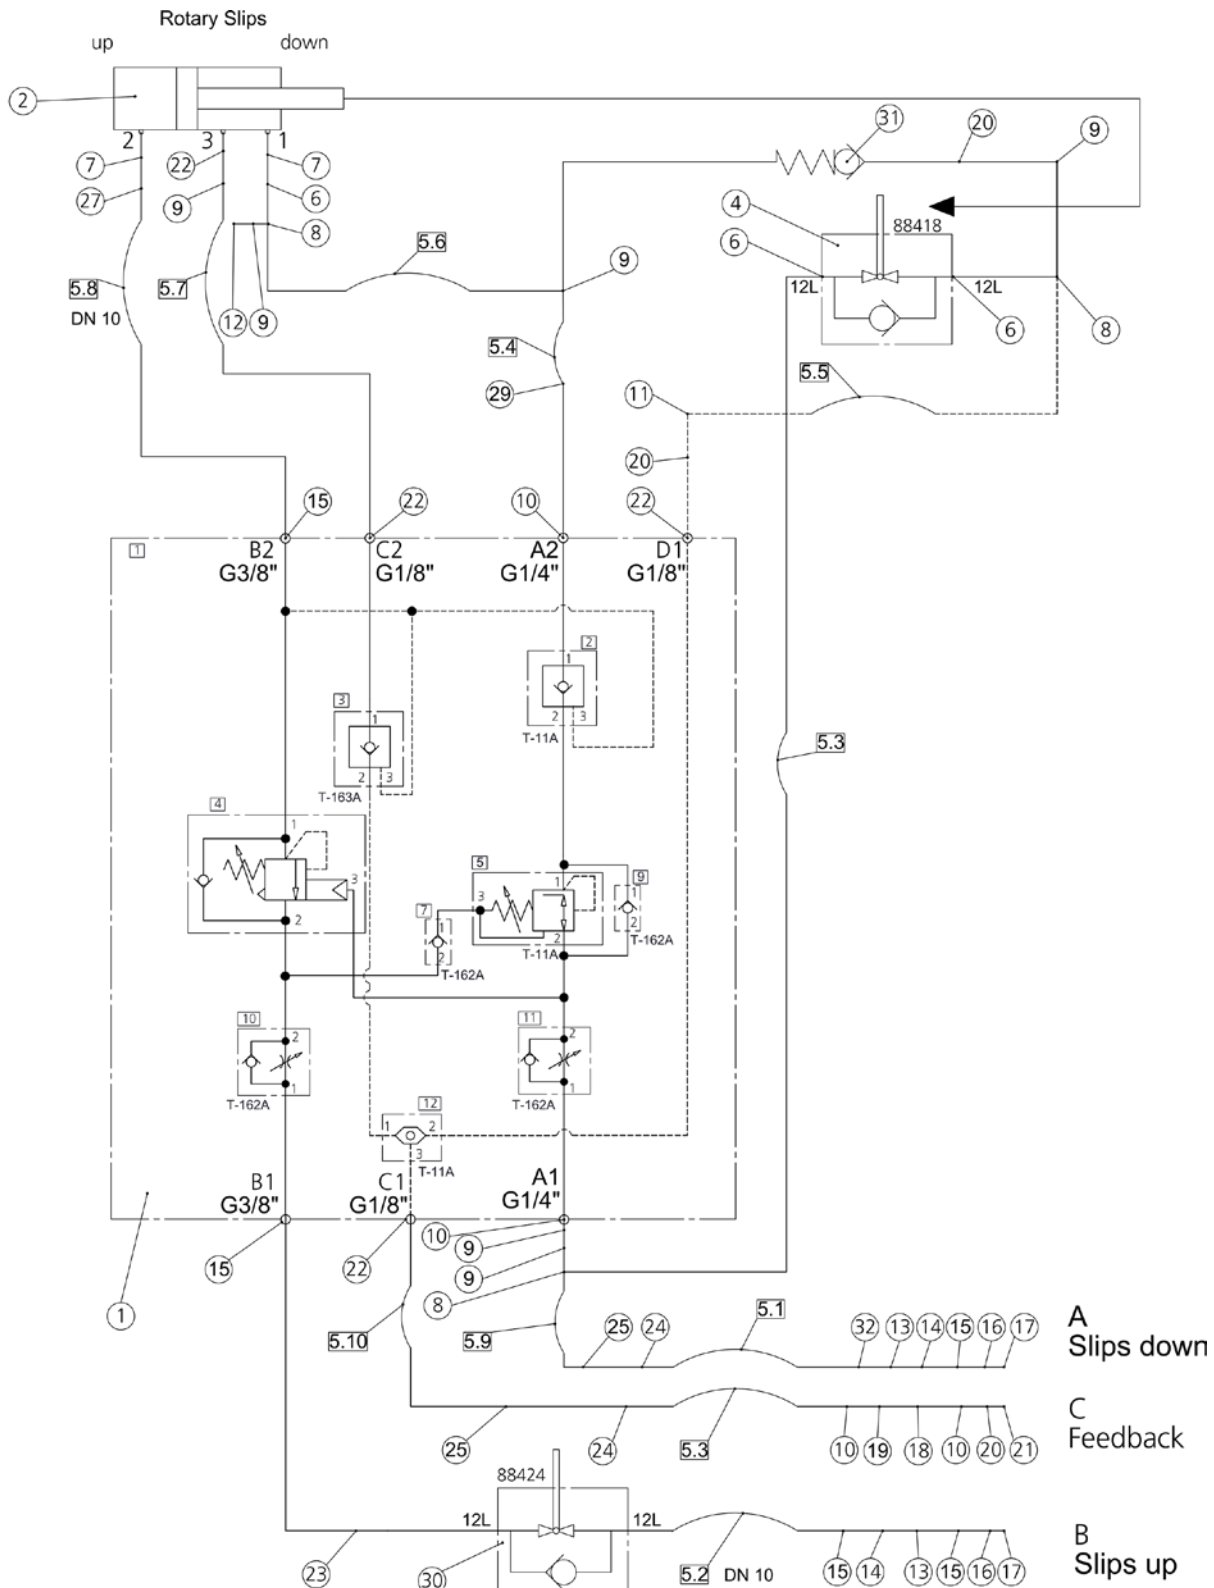 Rotary Slips
up down
2
31 20 9
2 3 1
7 22 7
27 9 6
4
88418
6
8
5.6 9
5.8 5.7
12L 12L
DN 10 12 9
6 8
5.4
5.5
29 11
20
15 22 10 22
1 B2 C2 A2 D1
G3/8" G1/8" G1/4" G1/8"
2
1
3
1
2 3
T-11A
5.3
2 3
T-163A
4
1
5
9
3 1
3 1
7
1
2
2
2
T-11A T-162A
2
T-162A
10 11
2 2
1 1
T-162A T-162A
12
1 2
3
T-11A
B1 C1 A1
G3/8" G1/8" G1/4"
10
9
15 22
9
8
1
5.1
5.10 5.9 25 24 32 13 14 15 16 17
A
Slips down
C
Feedback
25 24 5.3 10 19 18 10 20 21
88424
12L 12L
B
Slips up
23 30 5.2 DN 10 15 14 13 15 16 17